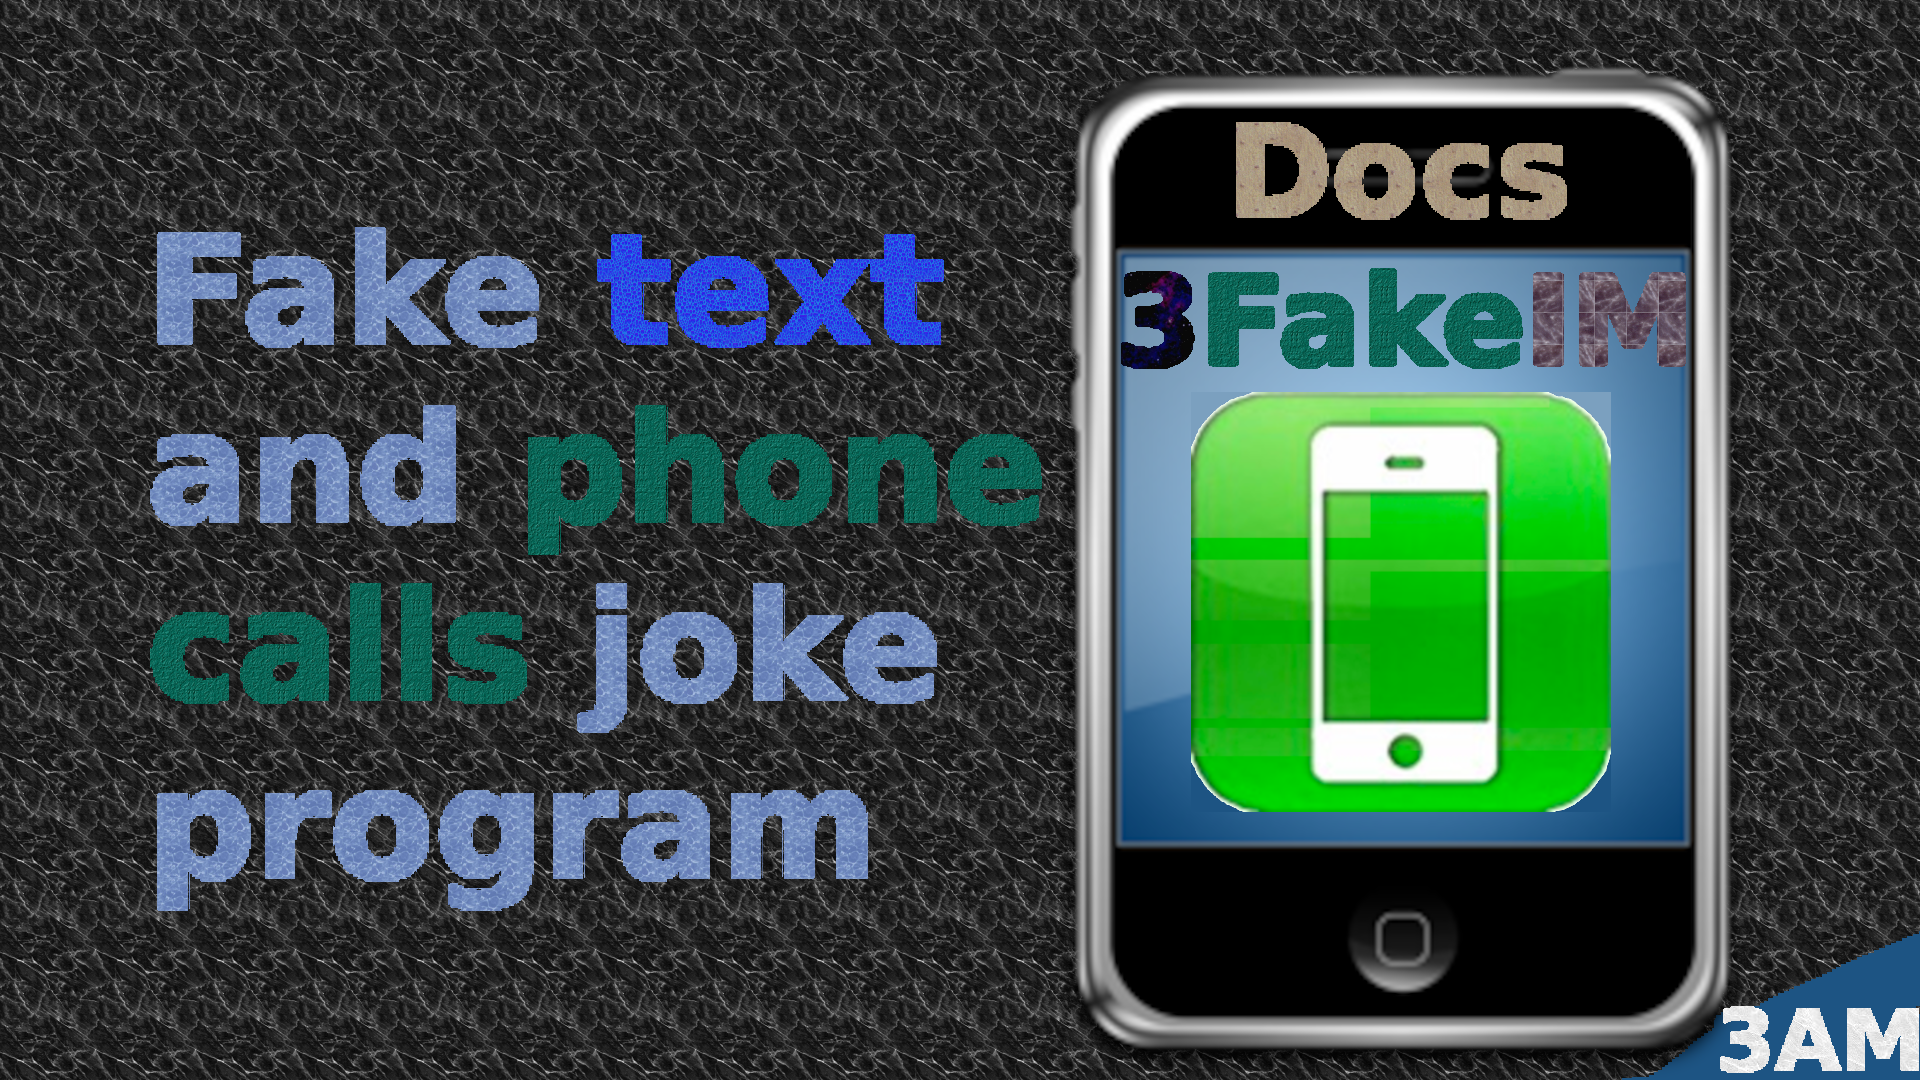 Fake text
and phone
calls joke
program
Docs
3FakeIM
3AM